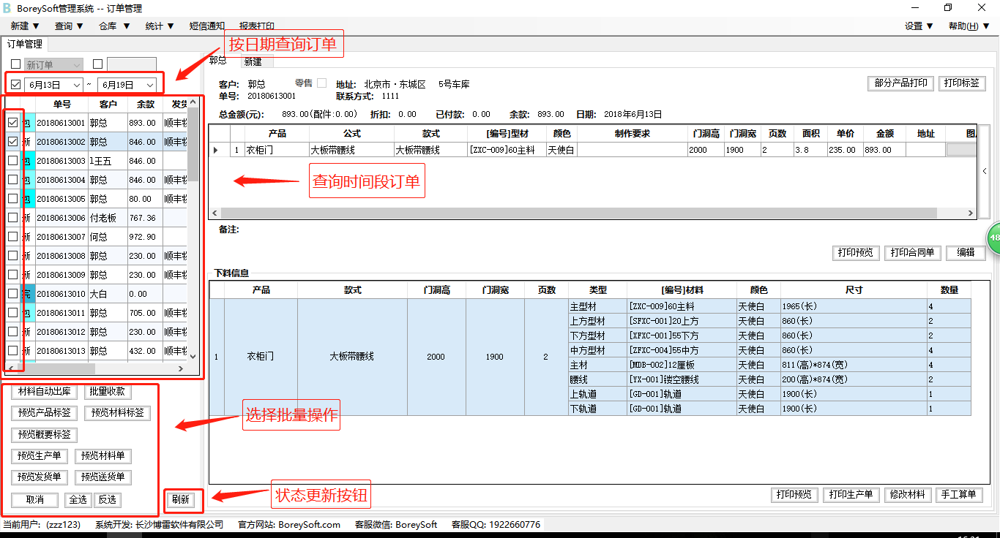 B BoreySoft管理系统 -- 订单管理
新建 ▼ 查询 ▼ 仓库 ▼ 统计 ▼ 短信通知 报表打印 设置 ▼ 帮助(H) ▼
订单管理
按日期查询订单
新订单
6月13日 ~ 6月19日
单号 客户 余款 发货
包 20180613001 郭总 893.00 顺丰物
新 20180613002 郭总 846.00 顺丰物
包 20180613003 l王五 846.00
包 20180613004 郭总 846.00 顺丰物
包 20180613005 郭总 80.00 顺丰物
新 20180613006 付老板 767.36
新 20180613007 何总 972.90
新 20180613008 郭总 230.00 顺丰物
新 20180613009 郭总 230.00 顺丰物
完 20180613010 大白 0.00
包 20180613011 郭总 705.00 顺丰物
新 20180613012 郭总 230.00 顺丰物
新 20180613013 郭总 432.00 顺丰物
材料自动出库 批量收款
预览产品标签 预览材料标签
预览概要标签
预览生产单 预览材料单
预览发货单 预览送货单
取消 全选 反选
刷新
选择批量操作
状态更新按钮
郭总 新建
客户: 郭总 零售 地址: 北京市·东城区 5号车库
单号: 20180613001 联系方式: 1111
部分产品打印 打印标签
总金额(元): 893.00(配件:0.00) 折扣: 0.00 已付款: 0.00 余款: 893.00 日期: 2018年6月13日
产品 公式 款式 [编号]型材 颜色 制作要求 门洞高 门洞宽 页数 面积 单价 金额 地址
1 衣柜门 大板带腰线 大板带腰线 [ZXC-009]60主料 天使白 2000 1900 2 3.8 235.00 893.00
查询时间段订单
48
备注:
打印预览 打印合同单 编辑
下料信息
产品 款式 门洞高 门洞宽 页数 类型 [编号]材料 颜色 尺寸 数量
1 衣柜门 大板带腰线 2000 1900 2
主型材 [ZXC-009]60主料 天使白 1965(长) 4
上方型材 [SFXC-001]20上方 天使白 860(长) 2
下方型材 [XFXC-001]55下方 天使白 860(长) 2
中方型材 [ZFXC-004]55中方 天使白 860(长) 4
主材 [MDB-002]12厘板 天使白 811(高)*874(宽) 4
腰线 [YX-001]镂空腰线 天使白 200(高)*874(宽) 2
上轨道 [GD-001]轨道 天使白 1900(长) 1
下轨道 [GD-001]轨道 天使白 1900(长) 1
打印预览 打印生产单 修改材料 手工算单
当前用户: (zzz123) 系统开发: 长沙博雷软件有限公司 官方网站: BoreySoft.com 客服微信: BoreySoft 客服QQ: 1922660776